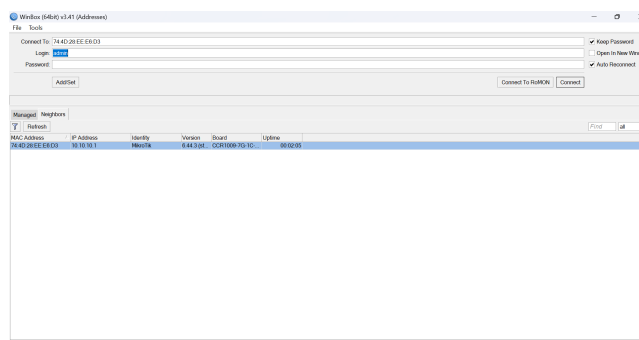 WinBox (64bit) v3.41 (Addresses)
File Tools
Connect To: 74:4D:28:EE:E6:D3
Keep Password
Login: admin
Open In New Win
Password:
Auto Reconnect
Add/Set
Connect To RoMON
Connect
Managed Neighbors
Refresh
Find
all
MAC Address IP Address Identity Version Board Uptime
74:4D:28:EE:E6:D3 10.10.10.1 MikroTik 6.44.3 (st... CCR1009-7G-1C-... 00:02:05